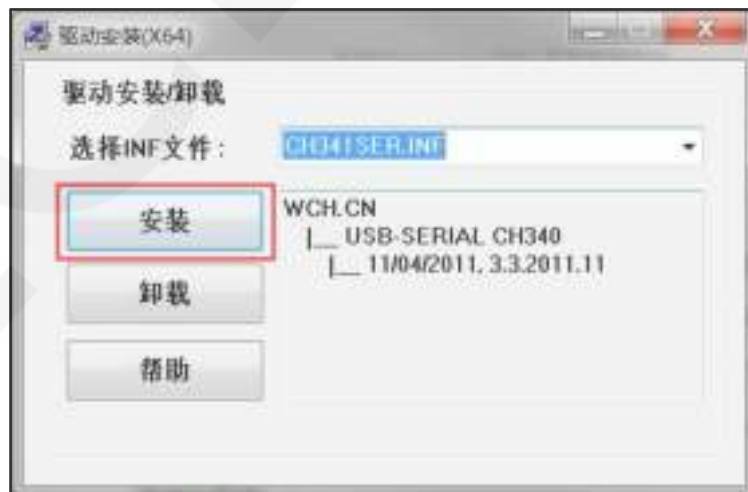 驱动安装(X64)
驱动安装/卸载
选择INF文件:
CH341SER.INF
安装
WCH.CN
|__ USB-SERIAL CH340
|__ 11/04/2011, 3.3.2011.11
卸载
帮助